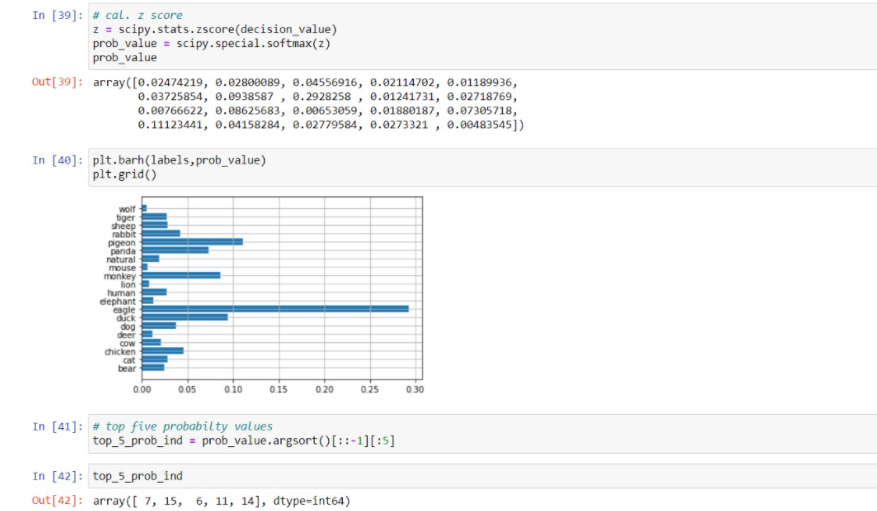 In [39]: # cal. z score
z = scipy.stats.zscore(decision_value)
prob_value = scipy.special.softmax(z)
prob_value
Out[39]: array([0.02474219, 0.02800089, 0.04556916, 0.02114702, 0.01189936,
0.03725854, 0.0938587 , 0.2928258 , 0.01241731, 0.02718769,
0.00766622, 0.08625683, 0.00653059, 0.01880187, 0.07305718,
0.11123441, 0.04158284, 0.02779584, 0.0273321 , 0.00483545])
In [40]: plt.barh(labels,prob_value)
plt.grid()
wolf
tiger
sheep
rabbit
pigeon
panda
natural
mouse
monkey
lion
human
elephant
eagle
duck
dog
deer
cow
chicken
cat
bear
0.00 0.05 0.10 0.15 0.20 0.25 0.30
In [41]: # top five probabilty values
top_5_prob_ind = prob_value.argsort()[::-1][:5]
In [42]: top_5_prob_ind
Out[42]: array([ 7, 15,  6, 11, 14], dtype=int64)